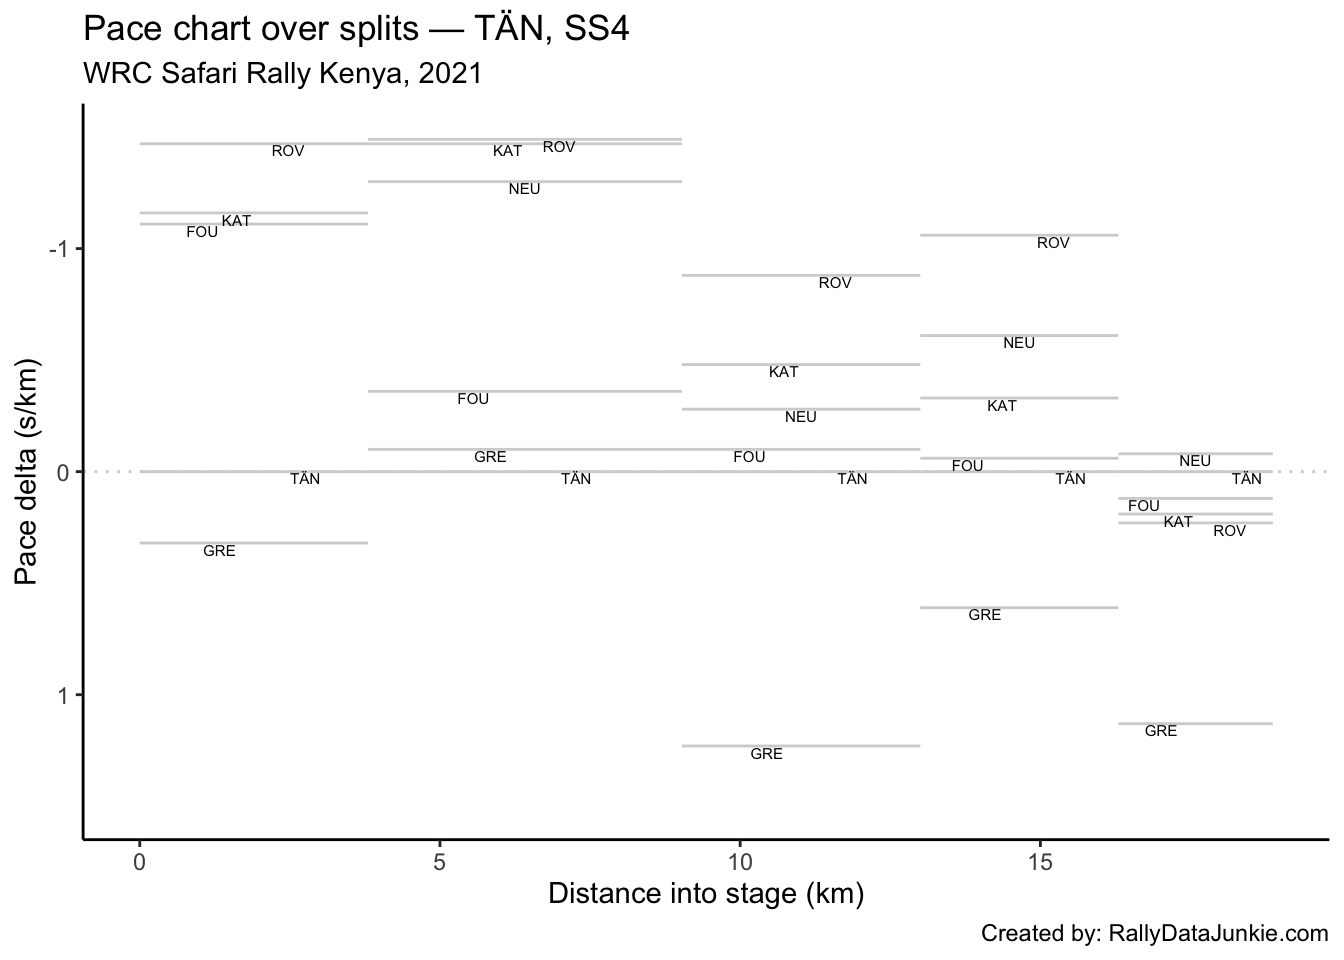 Pace chart over splits — TÄN, SS4
WRC Safari Rally Kenya, 2021
Pace delta (s/km)
-1
0
1
ROV
KAT
FOU
TÄN
GRE
KAT
ROV
NEU
FOU
GRE
TÄN
ROV
KAT
NEU
FOU
TÄN
GRE
ROV
NEU
KAT
FOU
TÄN
GRE
NEU
TÄN
FOU
KAT
ROV
GRE
0 5 10 15
Distance into stage (km)
Created by: RallyDataJunkie.com